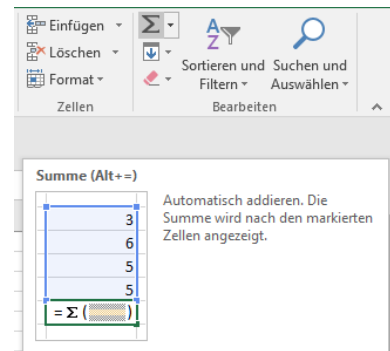 Einfügen
Löschen
Format
Zellen
Σ
A
Z
Sortieren und
Filtern
Suchen und
Auswählen
Bearbeiten
Summe (Alt+=)
3
6
5
5
= Σ ( )
Automatisch addieren. Die
Summe wird nach den markierten
Zellen angezeigt.